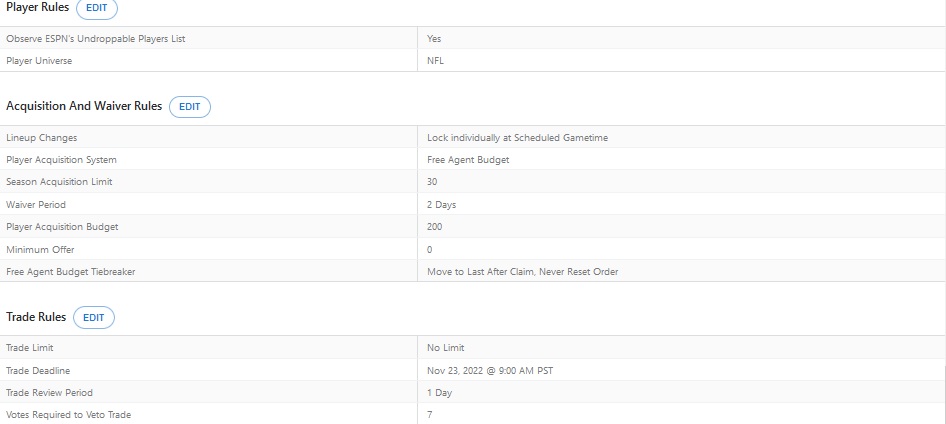 Player Rules EDIT
Observe ESPN's Undroppable Players List Yes
Player Universe NFL
Acquisition And Waiver Rules EDIT
Lineup Changes Lock individually at Scheduled Gametime
Player Acquisition System Free Agent Budget
Season Acquisition Limit 30
Waiver Period 2 Days
Player Acquisition Budget 200
Minimum Offer 0
Free Agent Budget Tiebreaker Move to Last After Claim, Never Reset Order
Trade Rules EDIT
Trade Limit No Limit
Trade Deadline Nov 23, 2022 @ 9:00 AM PST
Trade Review Period 1 Day
Votes Required to Veto Trade 7